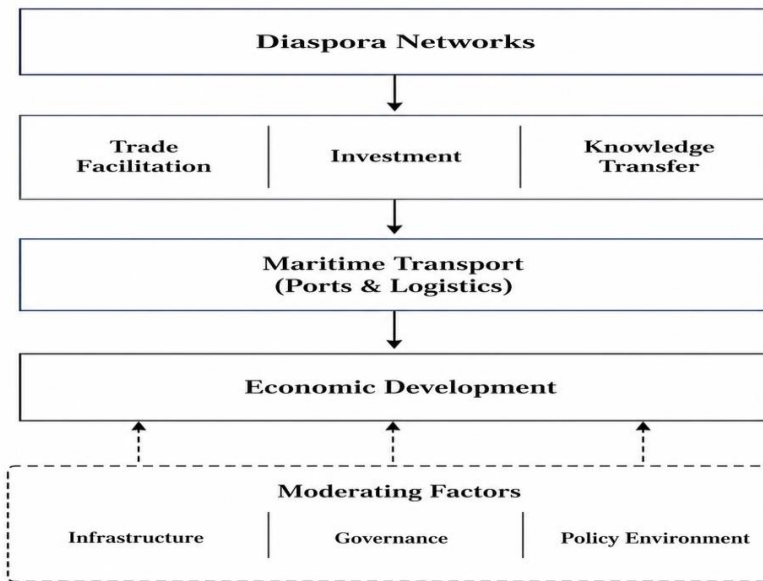 Diaspora Networks
Trade
Facilitation
Investment
Knowledge
Transfer
Maritime Transport
(Ports & Logistics)
Economic Development
Moderating Factors
Infrastructure
Governance
Policy Environment